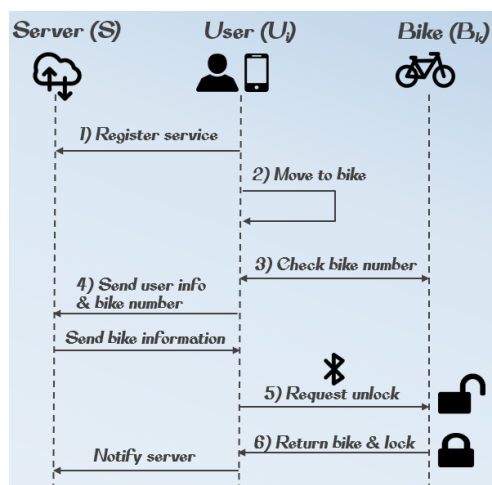 Server (S) User (Uᵢ) Bike (Bₖ)
1) Register service
2) Move to bike
3) Check bike number
4) Send user info
& bike number
Send bike information
5) Request unlock
6) Return bike & lock
Notify server